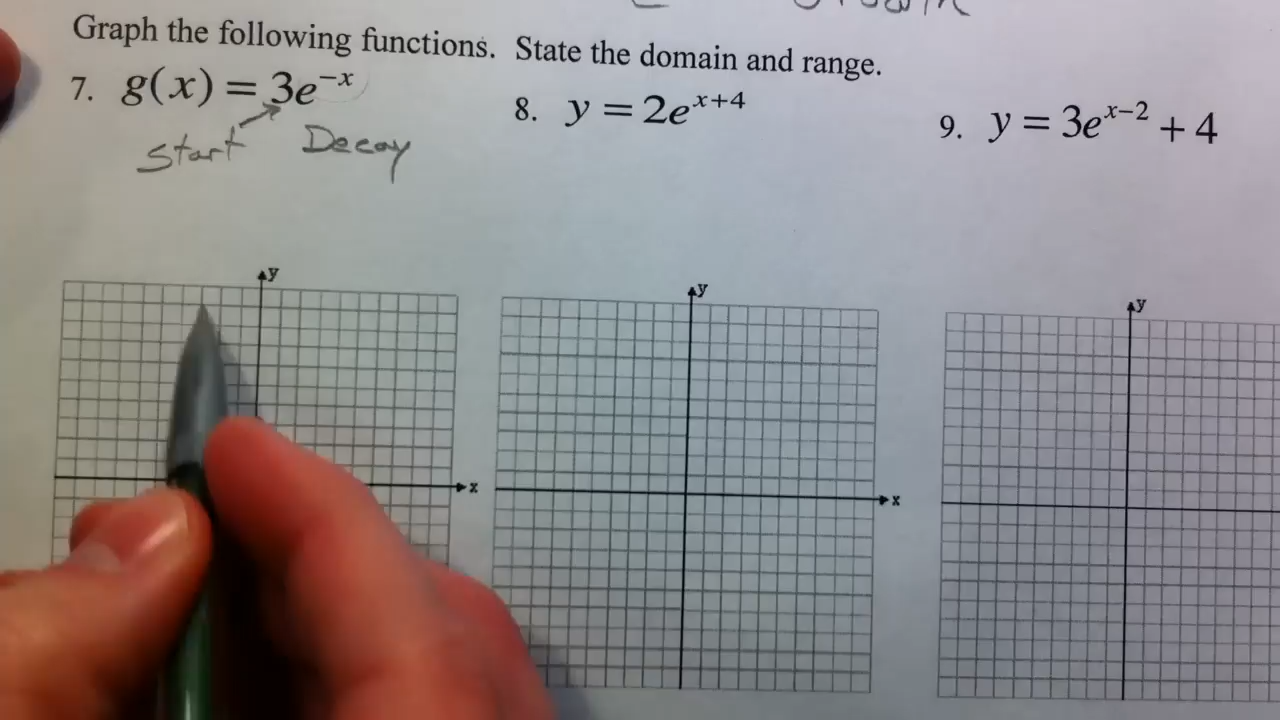 Graph the following functions. State the domain and range.
7. g(x) = 3e^{-x}
8. y = 2e^{x+4}
9. y = 3e^{x-2} + 4
Start Decay
y
y
y
x
x